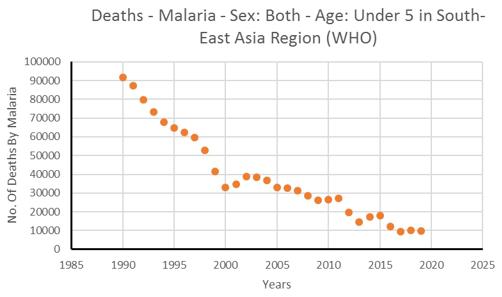 Deaths - Malaria - Sex: Both - Age: Under 5 in South-
East Asia Region (WHO)
No. Of Deaths By Malaria
100000
90000
80000
70000
60000
50000
40000
30000
20000
10000
0
1985 1990 1995 2000 2005 2010 2015 2020 2025
Years